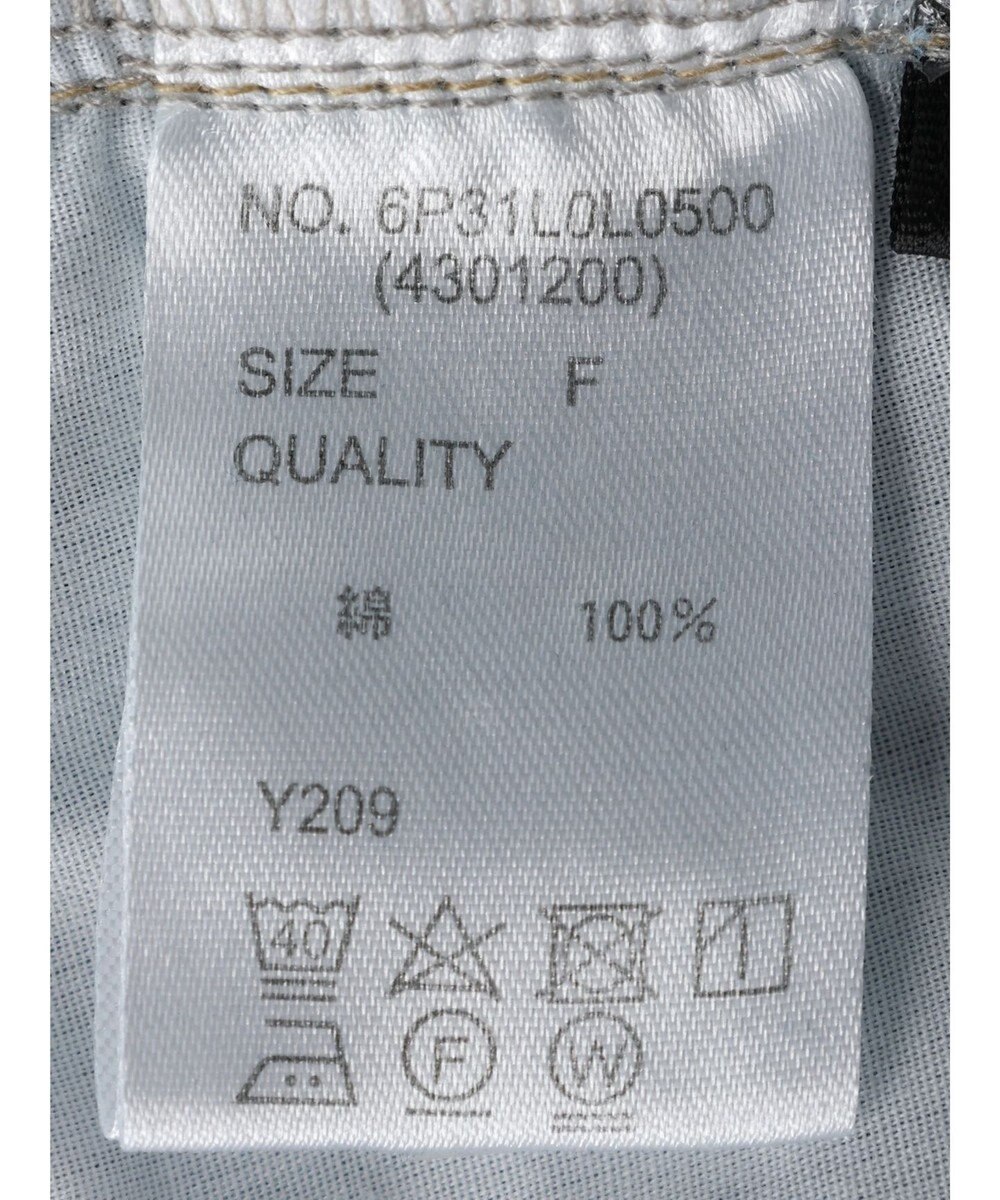 NO. 6P31L0L0500
(4301200)
SIZE F
QUALITY
綿 100%
Y209
40
F W